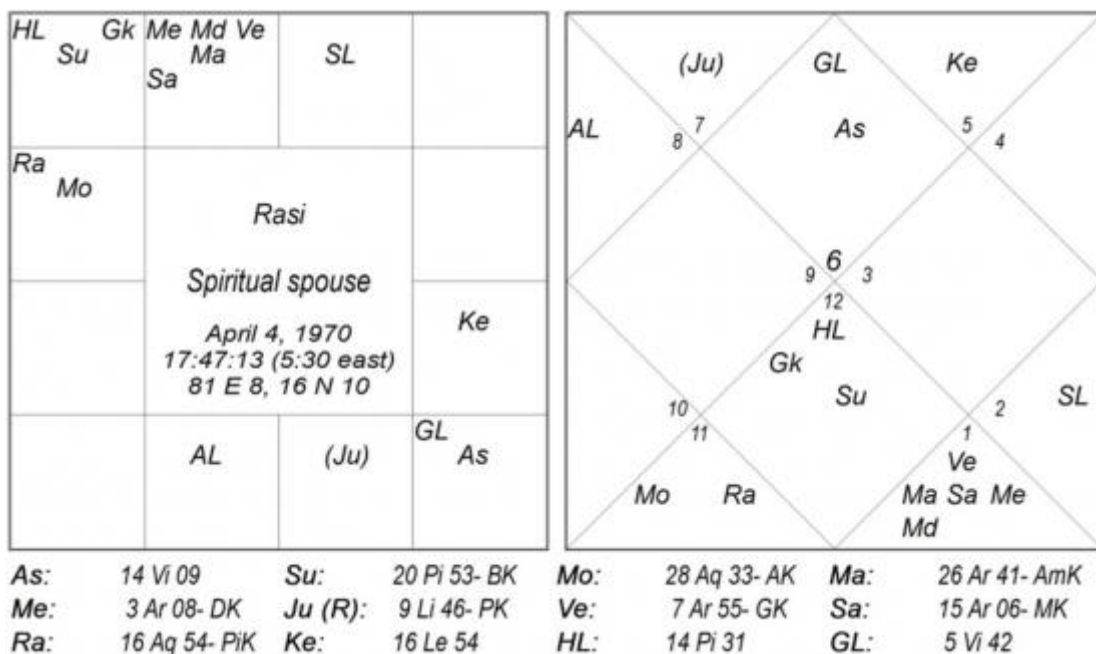 HL Gk Me Md Ve SL
Su Ma
Sa
Ra
Mo
Rasi
Spiritual spouse
April 4, 1970
17:47:13 (5:30 east)
81 E 8, 16 N 10
Ke
AL (Ju) GL
As
(Ju) GL Ke
AL 7 As 5
8 4
6
9 3
12
HL
Gk
Su
10 2 SL
11 1
Ve
Mo Ra Ma Sa Me
Md
As: 14 Vi 09 Su: 20 Pi 53- BK Mo: 28 Aq 33- AK Ma: 26 Ar 41- AmK
Me: 3 Ar 08- DK Ju (R): 9 Li 46- PK Ve: 7 Ar 55- GK Sa: 15 Ar 06- MK
Ra: 16 Aq 54- PiK Ke: 16 Le 54 HL: 14 Pi 31 GL: 5 Vi 42